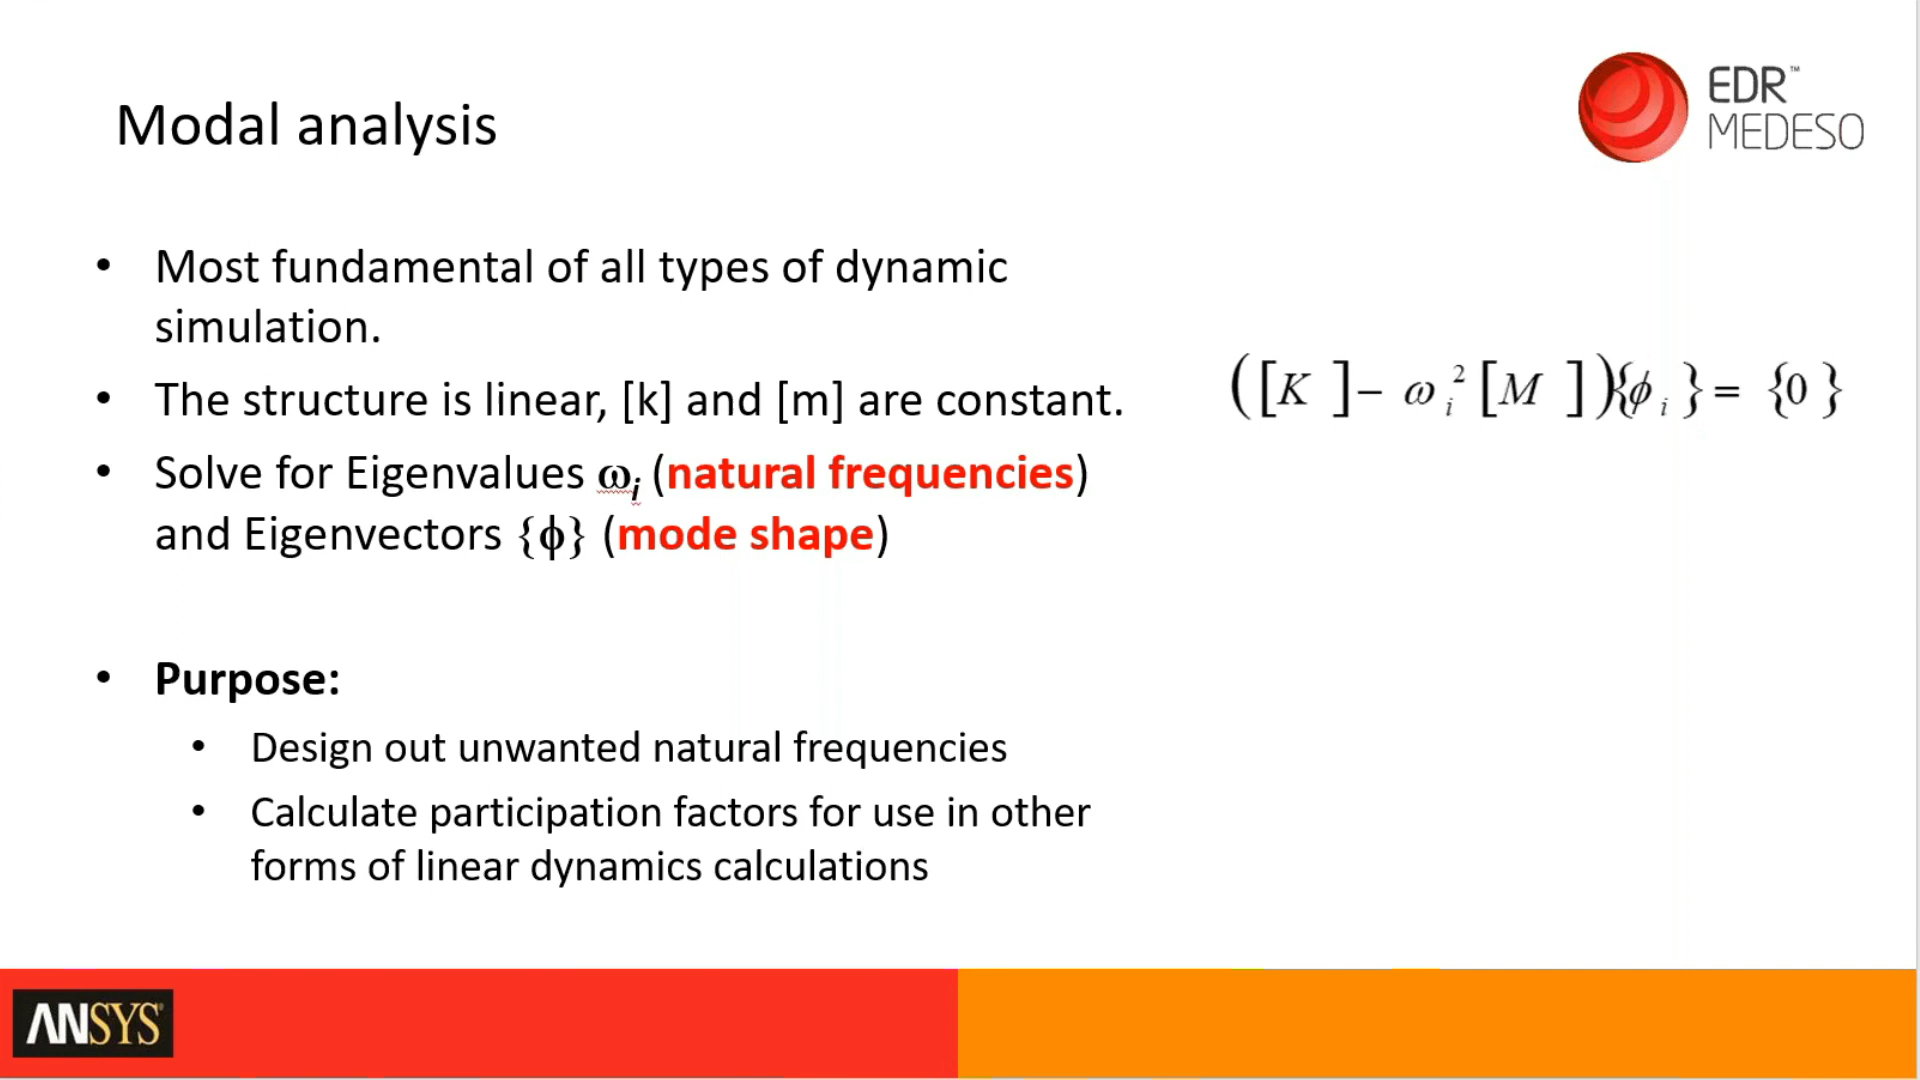 EDR™
MEDESO
Modal analysis
• Most fundamental of all types of dynamic
simulation.
• The structure is linear, [k] and [m] are constant.
([K ]− ω_i^2 [M ]){ϕ_i }= {0 }
• Solve for Eigenvalues ω_i (natural frequencies)
and Eigenvectors {ϕ} (mode shape)
• Purpose:
• Design out unwanted natural frequencies
• Calculate participation factors for use in other
forms of linear dynamics calculations
ANSYS®